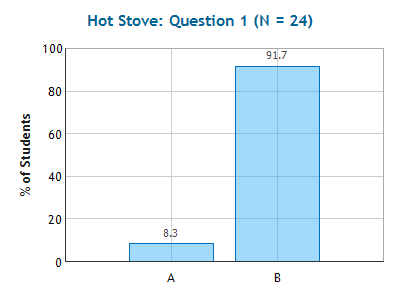 Hot Stove: Question 1 (N = 24)
% of Students
100
80
60
40
20
0
8.3
91.7
A
B